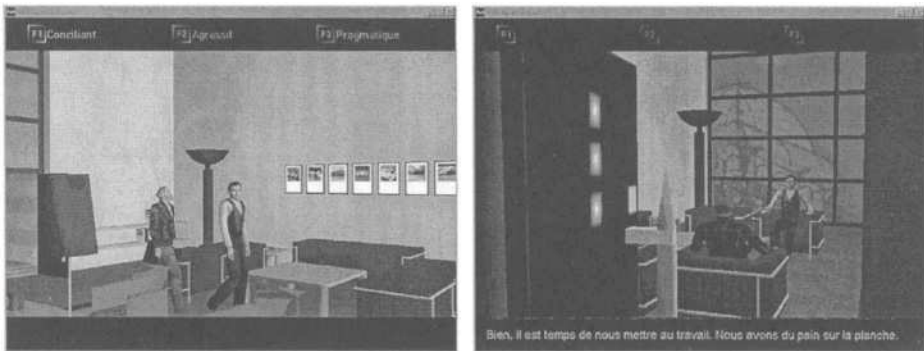 F1 Conciliant F2 Agressif F3 Pragmatique
F1 F2 F3
Bien, il est temps de nous mettre au travail. Nous avons du pain sur la planche.